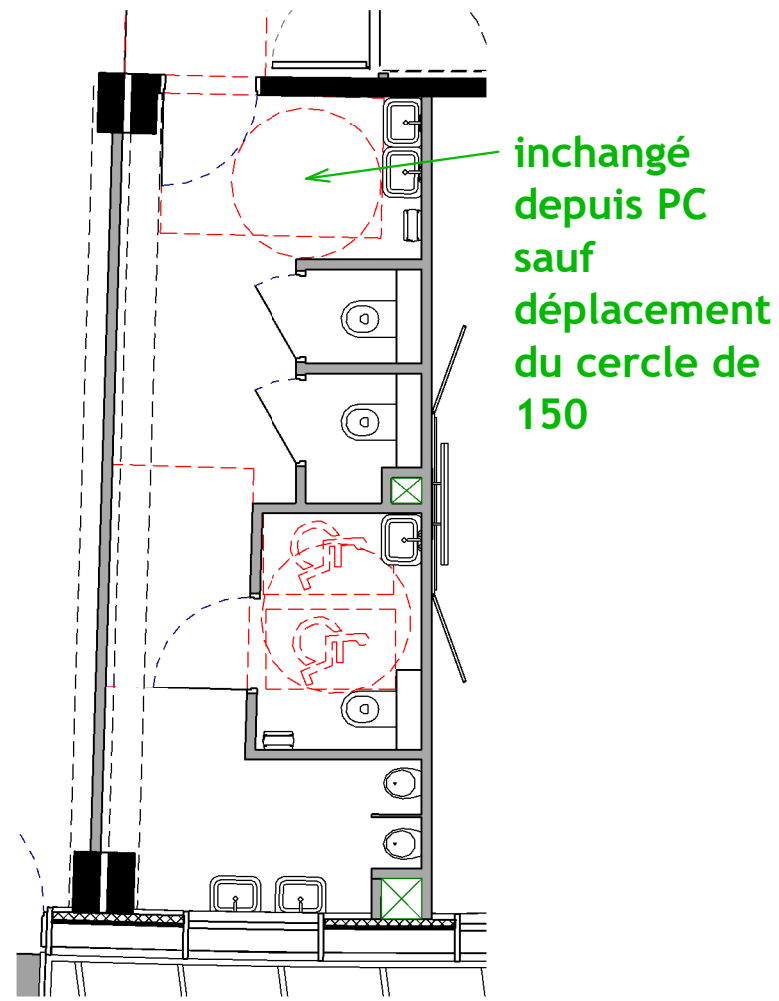 inchangé
depuis PC
sauf
déplacement
du cercle de
150